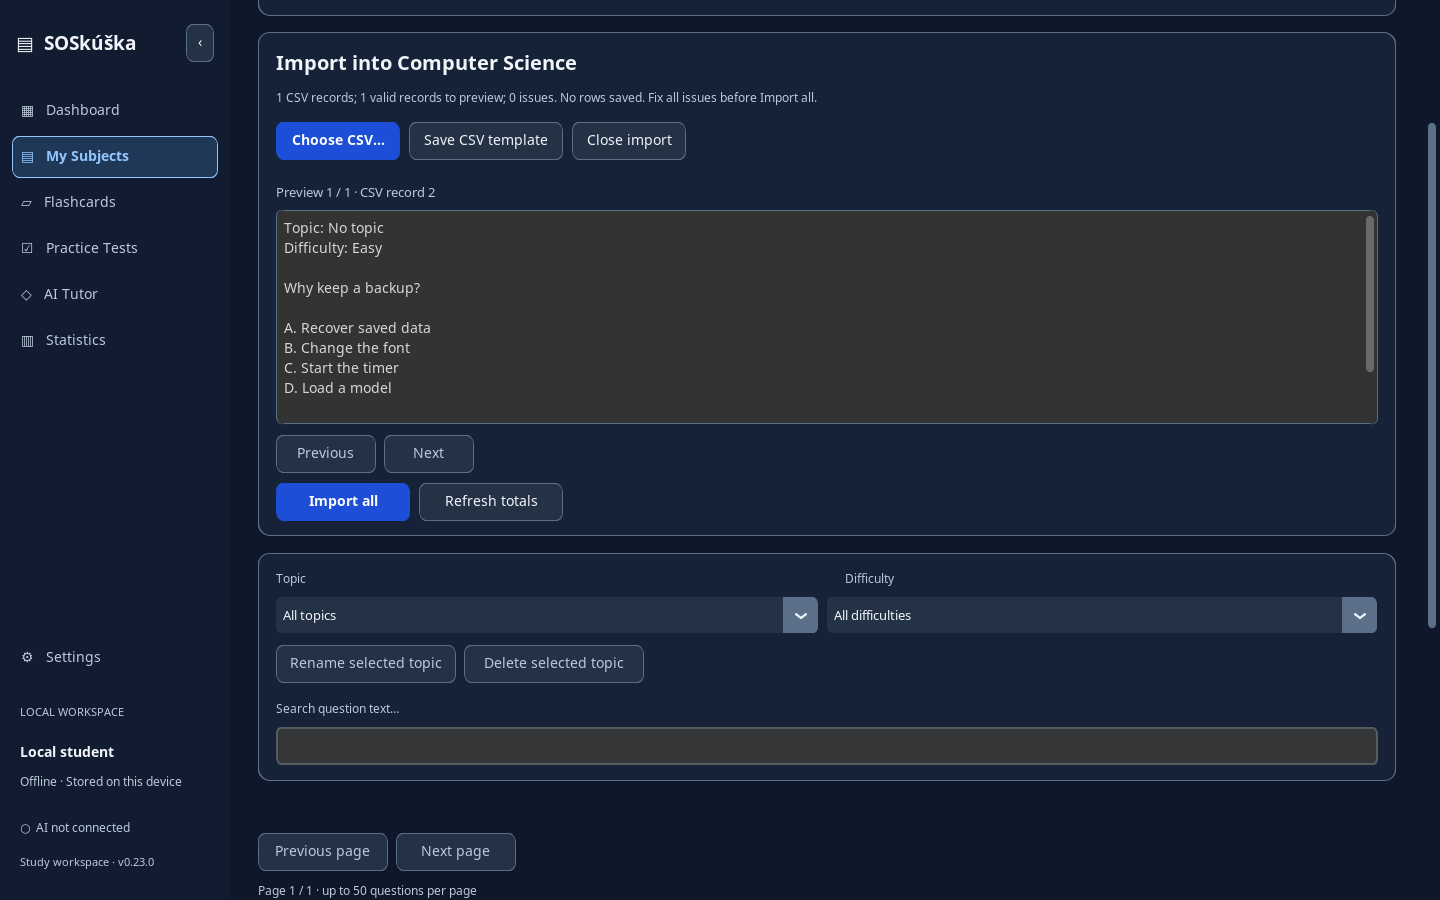 SOSkúška
Dashboard
My Subjects
Flashcards
Practice Tests
AI Tutor
Statistics
Settings
LOCAL WORKSPACE
Local student
Offline · Stored on this device
AI not connected
Study workspace · v0.23.0
Import into Computer Science
1 CSV records; 1 valid records to preview; 0 issues. No rows saved. Fix all issues before Import all.
Choose CSV...
Save CSV template
Close import
Preview 1 / 1 · CSV record 2
Topic: No topic
Difficulty: Easy
Why keep a backup?
A. Recover saved data
B. Change the font
C. Start the timer
D. Load a model
Previous
Next
Import all
Refresh totals
Topic
Difficulty
All topics
All difficulties
Rename selected topic
Delete selected topic
Search question text...
Previous page
Next page
Page 1 / 1 · up to 50 questions per page